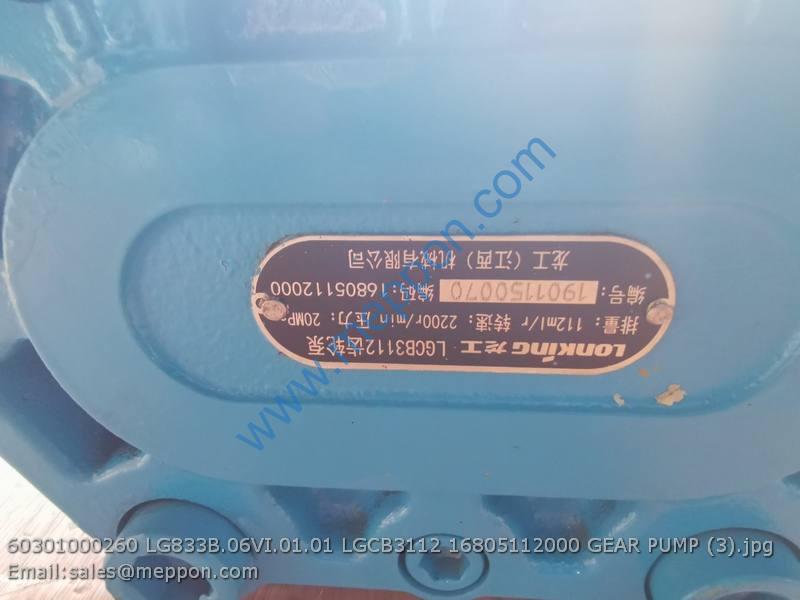 LONKING 龙工 LGCB3112齿轮泵
排量：112ml/r 转速：2200r/min 压力：20MPa
编号：1901150070 编码：16805112000
龙工（江西）机械有限公司
www.meppon.com
60301000260 LG833B.06VI.01.01 LGCB3112 16805112000 GEAR PUMP (3).jpg
Email:sales@meppon.com